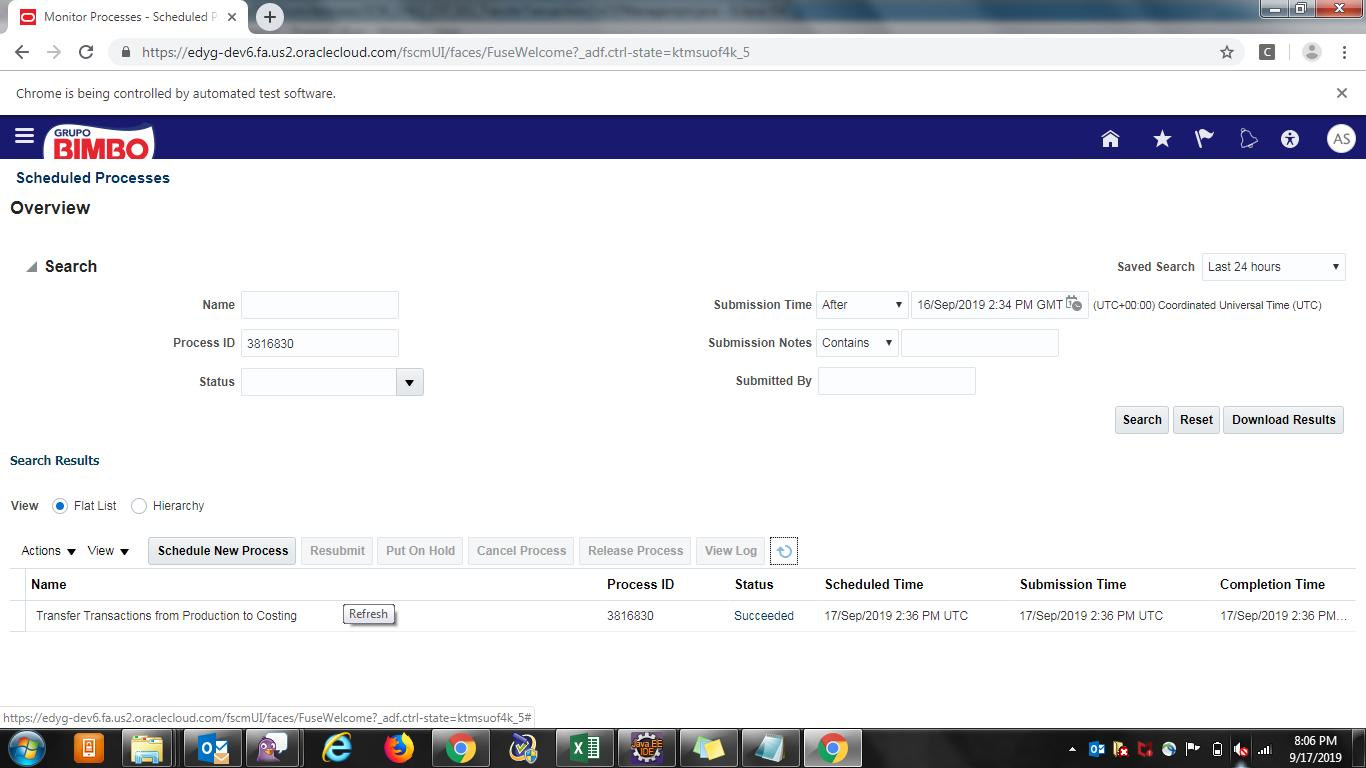 Monitor Processes - Scheduled P
https://edyg-dev6.fa.us2.oraclecloud.com/fscmUI/faces/FuseWelcome?_adf.ctrl-state=ktmsuof4k_5
C
Chrome is being controlled by automated test software.
GRUPO
BIMBO
AS
Scheduled Processes
Overview
Search
Saved Search Last 24 hours
Name
Submission Time After 16/Sep/2019 2:34 PM GMT (UTC+00:00) Coordinated Universal Time (UTC)
Process ID 3816830
Submission Notes Contains
Status
Submitted By
Search Reset Download Results
Search Results
View Flat List Hierarchy
Actions View Schedule New Process Resubmit Put On Hold Cancel Process Release Process View Log
Name Process ID Status Scheduled Time Submission Time Completion Time
Transfer Transactions from Production to Costing 3816830 Succeeded 17/Sep/2019 2:36 PM UTC 17/Sep/2019 2:36 PM UTC 17/Sep/2019 2:36 PM...
Refresh
https://edyg-dev6.fa.us2.oraclecloud.com/fscmUI/faces/FuseWelcome?_adf.ctrl-state=ktmsuof4k_5#
Java EE
IDE
8:06 PM
9/17/2019